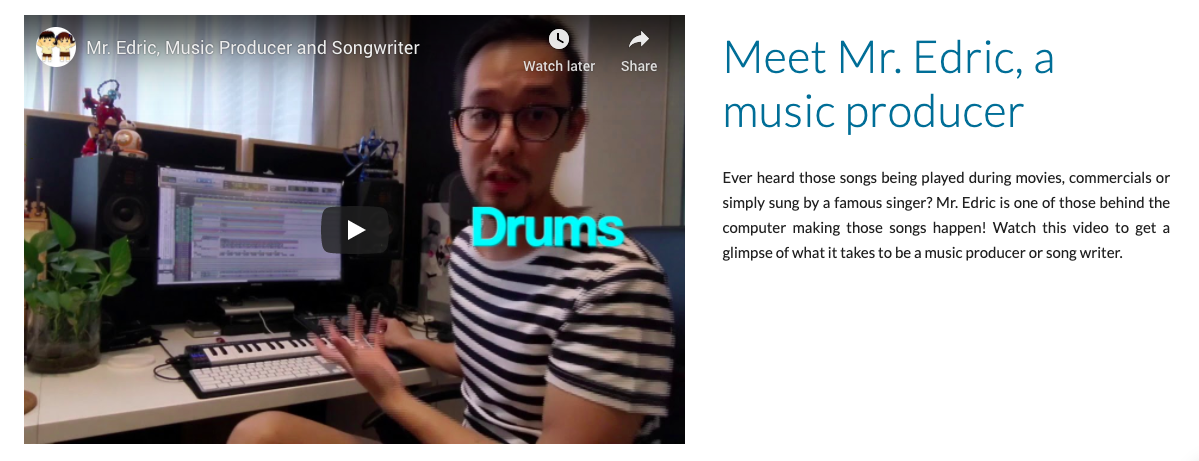 Mr. Edric, Music Producer and Songwriter
Watch later
Share
Drums
Meet Mr. Edric, a
music producer
Ever heard those songs being played during movies, commercials or
simply sung by a famous singer? Mr. Edric is one of those behind the
computer making those songs happen! Watch this video to get a
glimpse of what it takes to be a music producer or song writer.